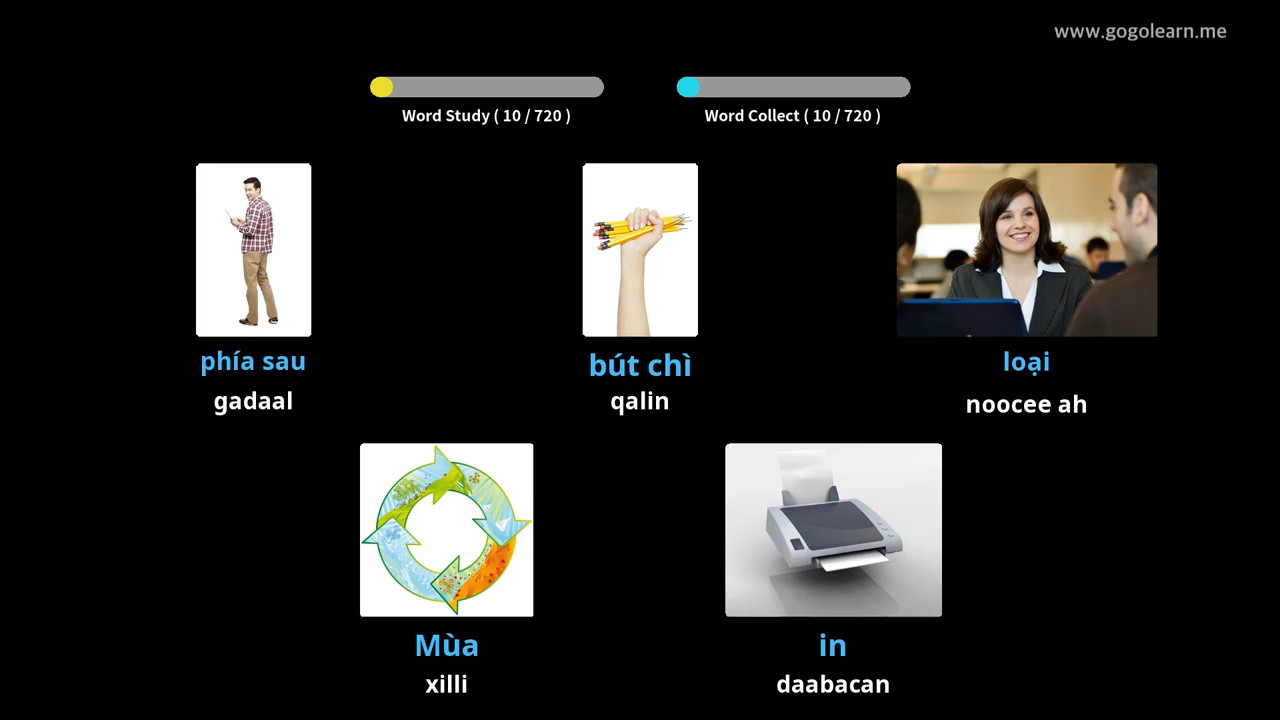 www.gogolearn.me
Word Study ( 10 / 720 )
Word Collect ( 10 / 720 )
phía sau
gadaal
bút chì
qalin
loại
noocee ah
Mùa
xilli
in
daabacan